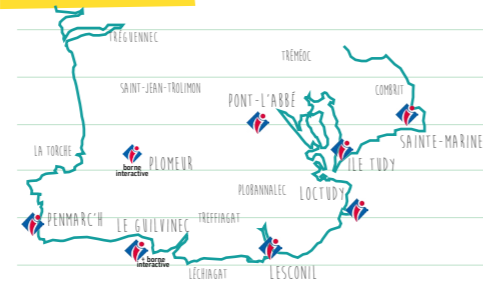 TRÉGUENNEC
TRÉMÉOC
SAINT-JEAN-TROLIMON
COMBRIT
PONT-L'ABBÉ
SAINTE-MARINE
LA TORCHE
PLOMEUR
borne
interactive
ILE TUDY
PLOBANNALEC
LOCTUDY
PENMARC'H
LE GUILVINEC
TREFFIAGAT
+ borne
interactive
LÉCHIAGAT
LESCONIL